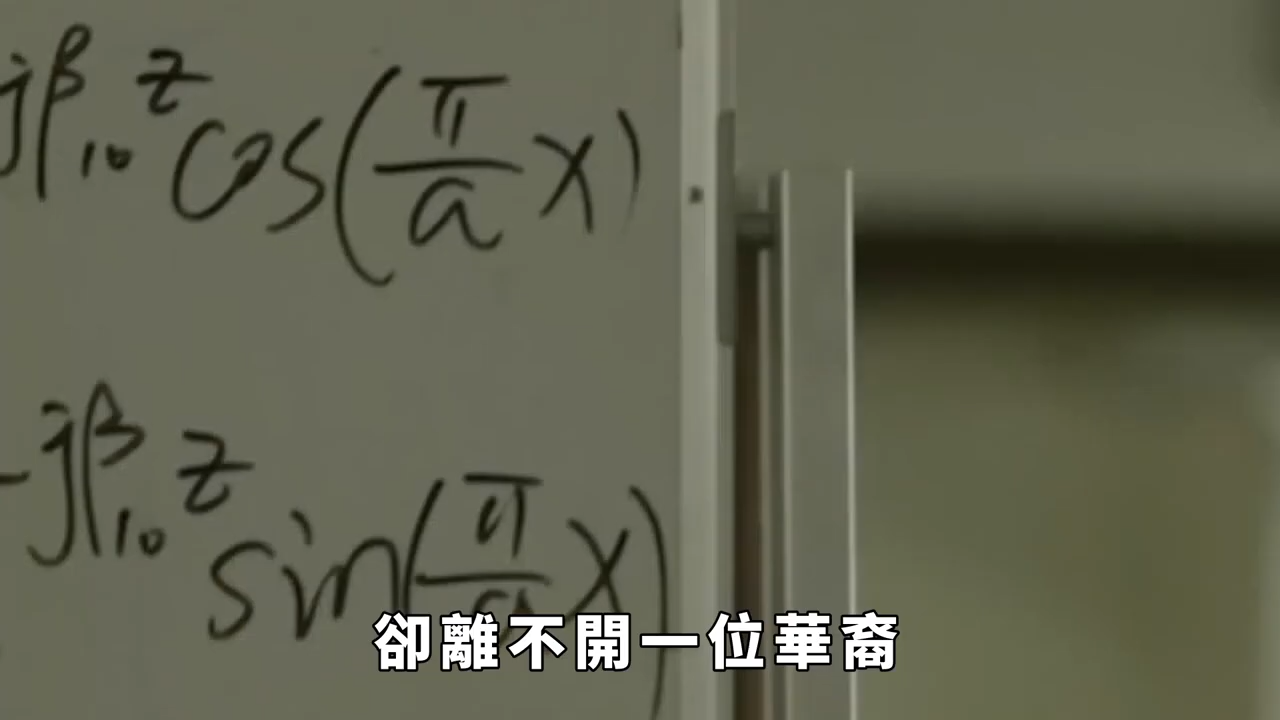 jβ₁₀z cos(π/a x)
-jβ₁₀z sin(π/a x)
卻離不開一位華裔